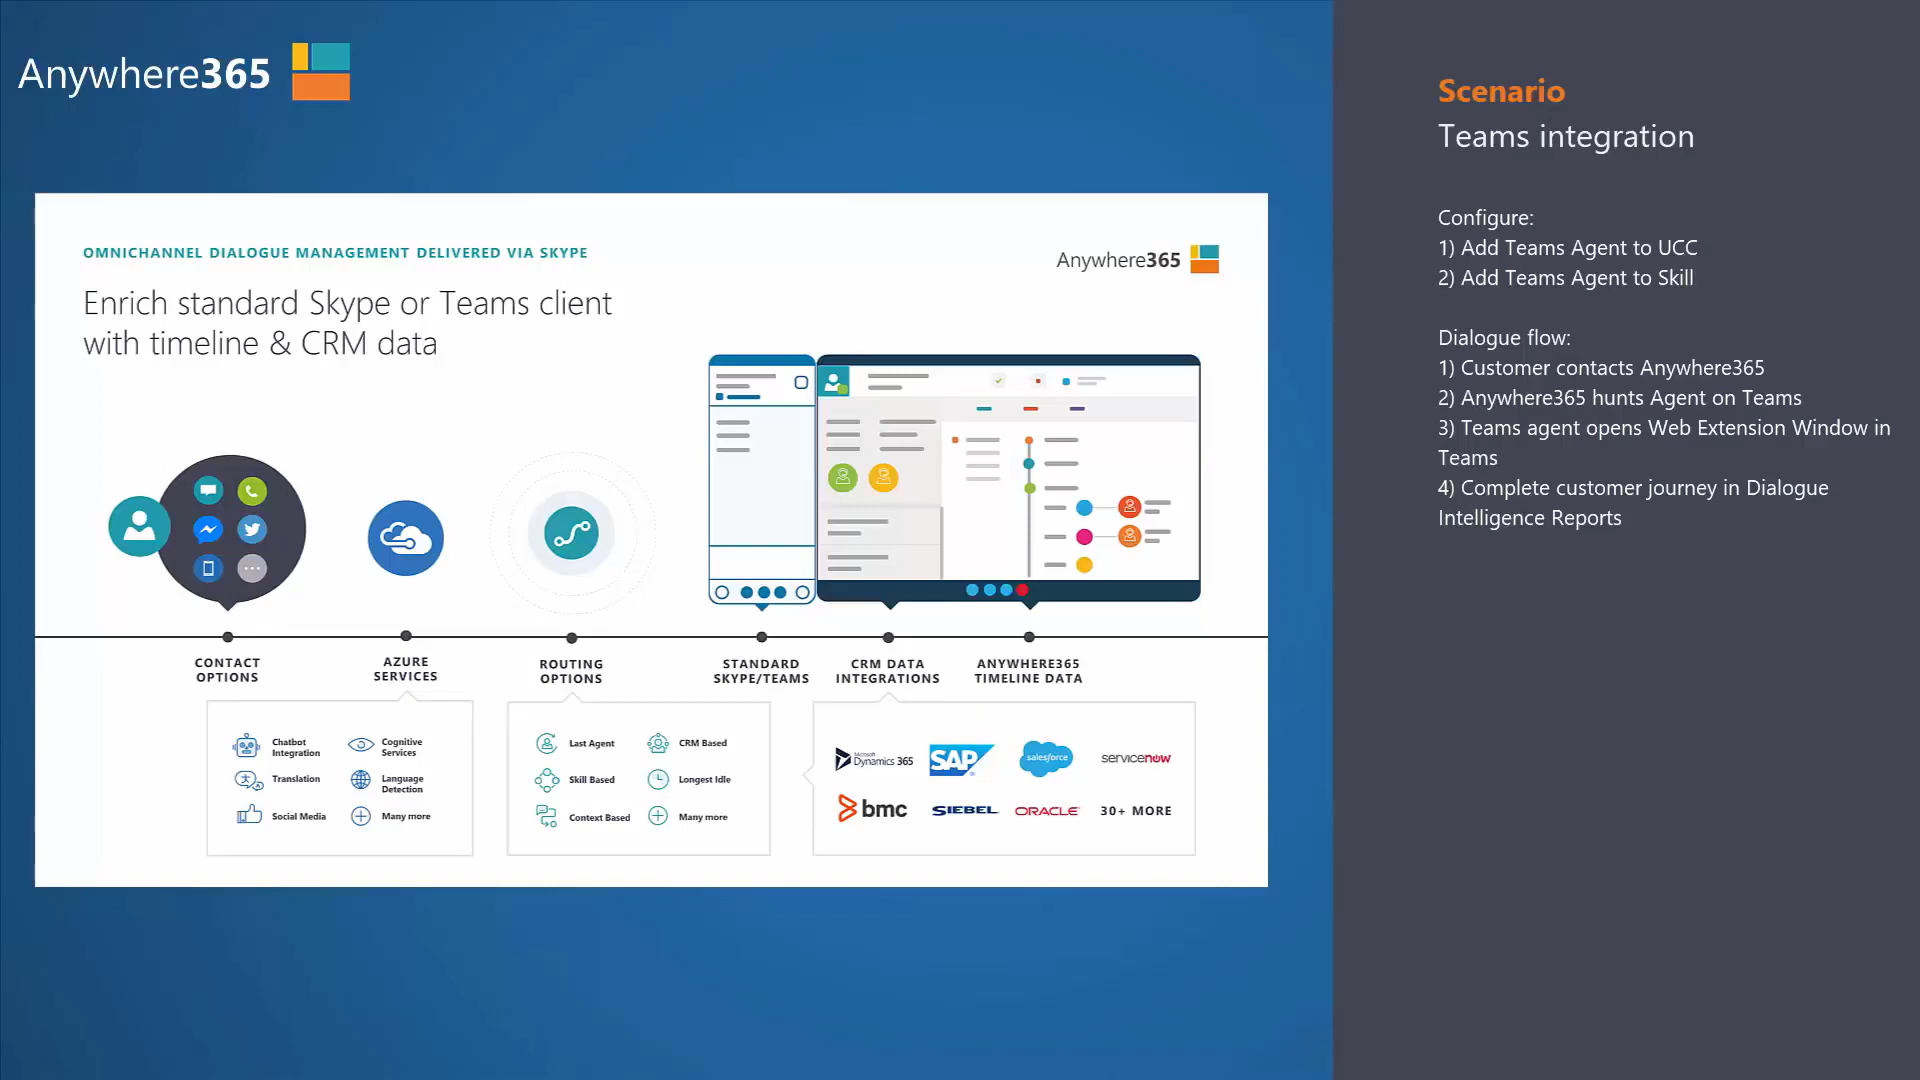 Anywhere365
OMNICHANNEL DIALOGUE MANAGEMENT DELIVERED VIA SKYPE
Anywhere365
Enrich standard Skype or Teams client
with timeline & CRM data
CONTACT
OPTIONS
AZURE
SERVICES
ROUTING
OPTIONS
STANDARD
SKYPE/TEAMS
CRM DATA
INTEGRATIONS
ANYWHERE365
TIMELINE DATA
Chatbot
Integration
Cognitive
Services
Translation
Language
Detection
Social Media
Many more
Last Agent
CRM Based
Skill Based
Longest Idle
Context Based
Many more
Microsoft
Dynamics 365
SAP
salesforce
servicenow
bmc
SIEBEL
ORACLE
30+ MORE
Scenario
Teams integration
Configure:
1) Add Teams Agent to UCC
2) Add Teams Agent to Skill
Dialogue flow:
1) Customer contacts Anywhere365
2) Anywhere365 hunts Agent on Teams
3) Teams agent opens Web Extension Window in
Teams
4) Complete customer journey in Dialogue
Intelligence Reports